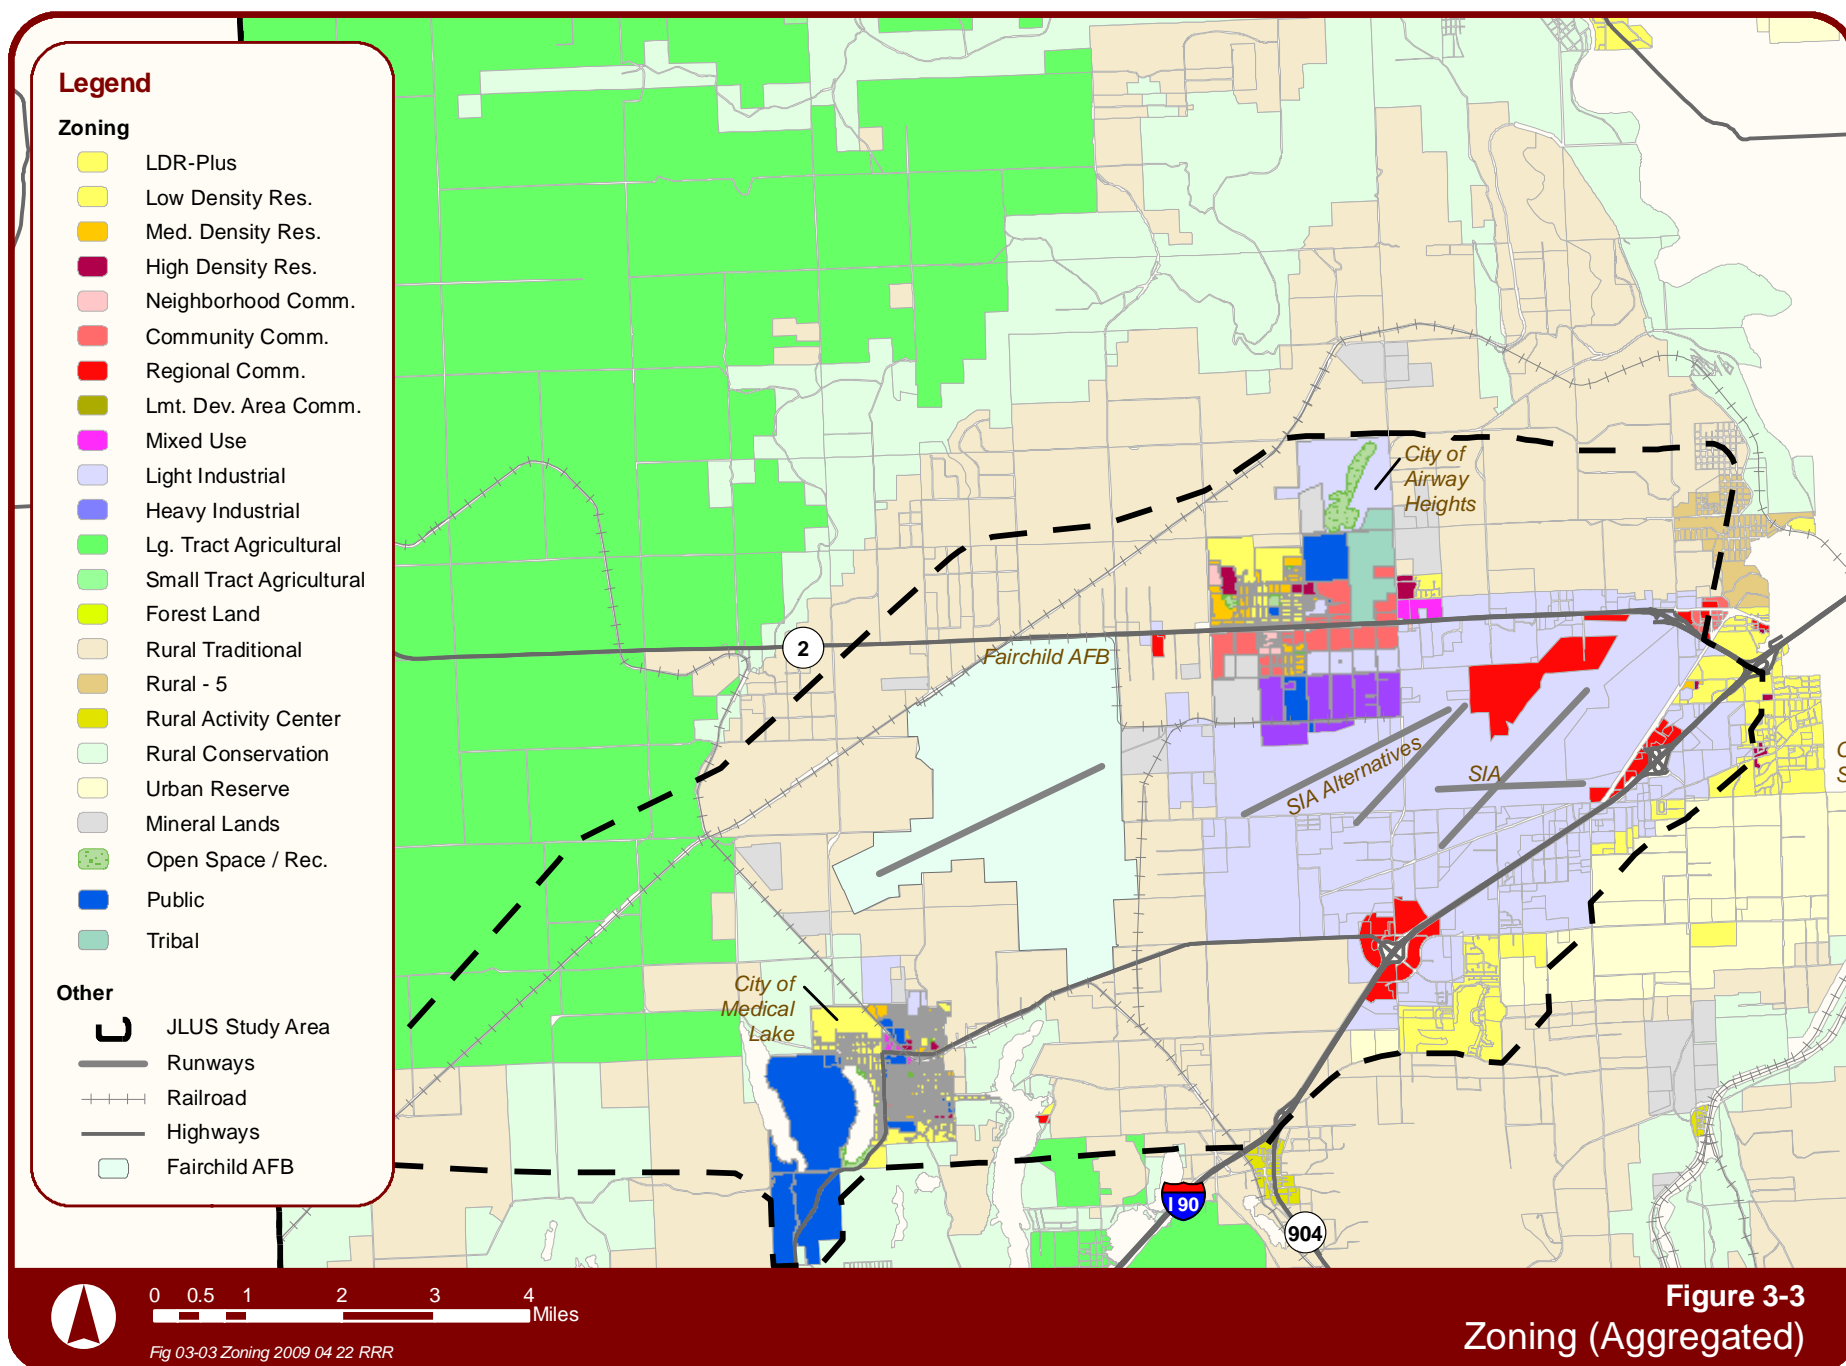 Legend
Zoning
LDR-Plus
Low Density Res.
Med. Density Res.
High Density Res.
Neighborhood Comm.
Community Comm.
Regional Comm.
Lmt. Dev. Area Comm.
Mixed Use
Light Industrial
Heavy Industrial
Lg. Tract Agricultural
Small Tract Agricultural
Forest Land
Rural Traditional
Rural - 5
Rural Activity Center
Rural Conservation
Urban Reserve
Mineral Lands
Open Space / Rec.
Public
Tribal
Other
JLUS Study Area
Runways
Railroad
Highways
Fairchild AFB
City of
Airway
Heights
2
Fairchild AFB
SIA Alternatives
SIA
City of
Medical
Lake
I 90
904
0 0.5 1 2 3 4
Miles
Fig 03-03 Zoning 2009 04 22 RRR
Figure 3-3
Zoning (Aggregated)